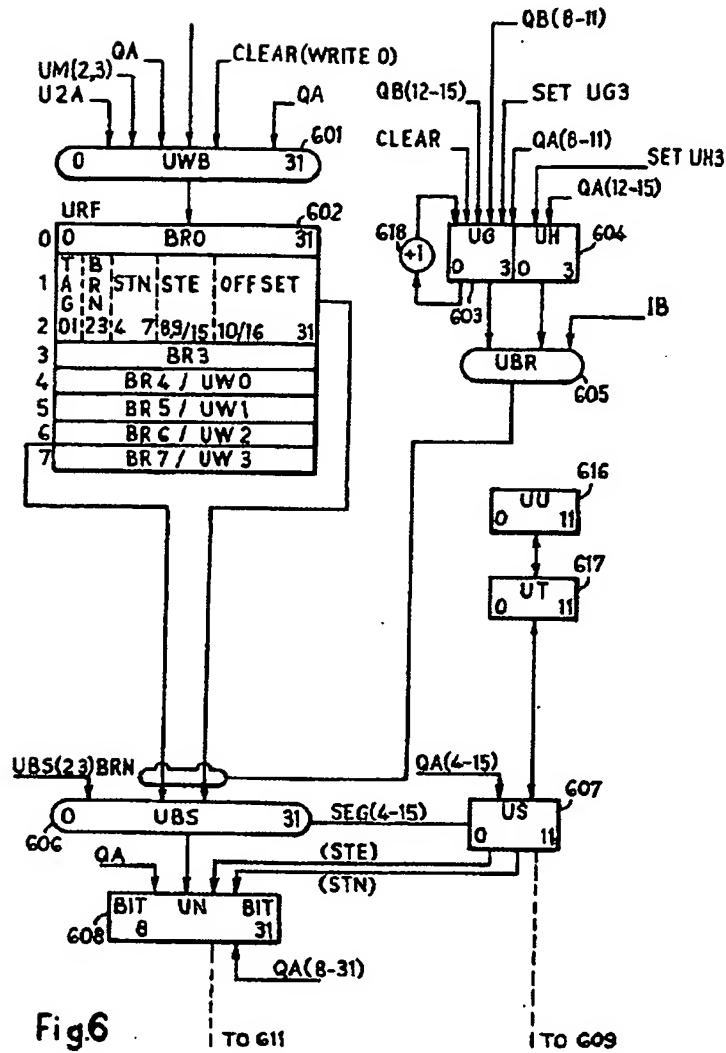 QB(8-11)
QA
CLEAR(WRITE 0)
UM(2,3)
U2A
QA
QB(12-15)
SET UG3
CLEAR
QA(8-11)
SET UH3
QA(12-15)
601
0 UWB 31
URF
602
0 0 BR0 31
1 TAG BRN STN STE OFFSET
2 01 23 4 7 8,9/15 10/16 31
3 BR3
4 BR4 / UW0
5 BR5 / UW1
6 BR6 / UW2
7 BR7 / UW3
618
+1
UG UH
0 3 0 3
604
603
IB
UBR
605
616
UU
0 11
617
UT
0 11
UBS(23)BRN
QA(4-15)
607
0 UBS 31
606
SEG(4-15)
US
0 11
(STE)
(STN)
QA
BIT UN BIT
8 31
608
QA(8-31)
Fig.6
TO 611
TO 609